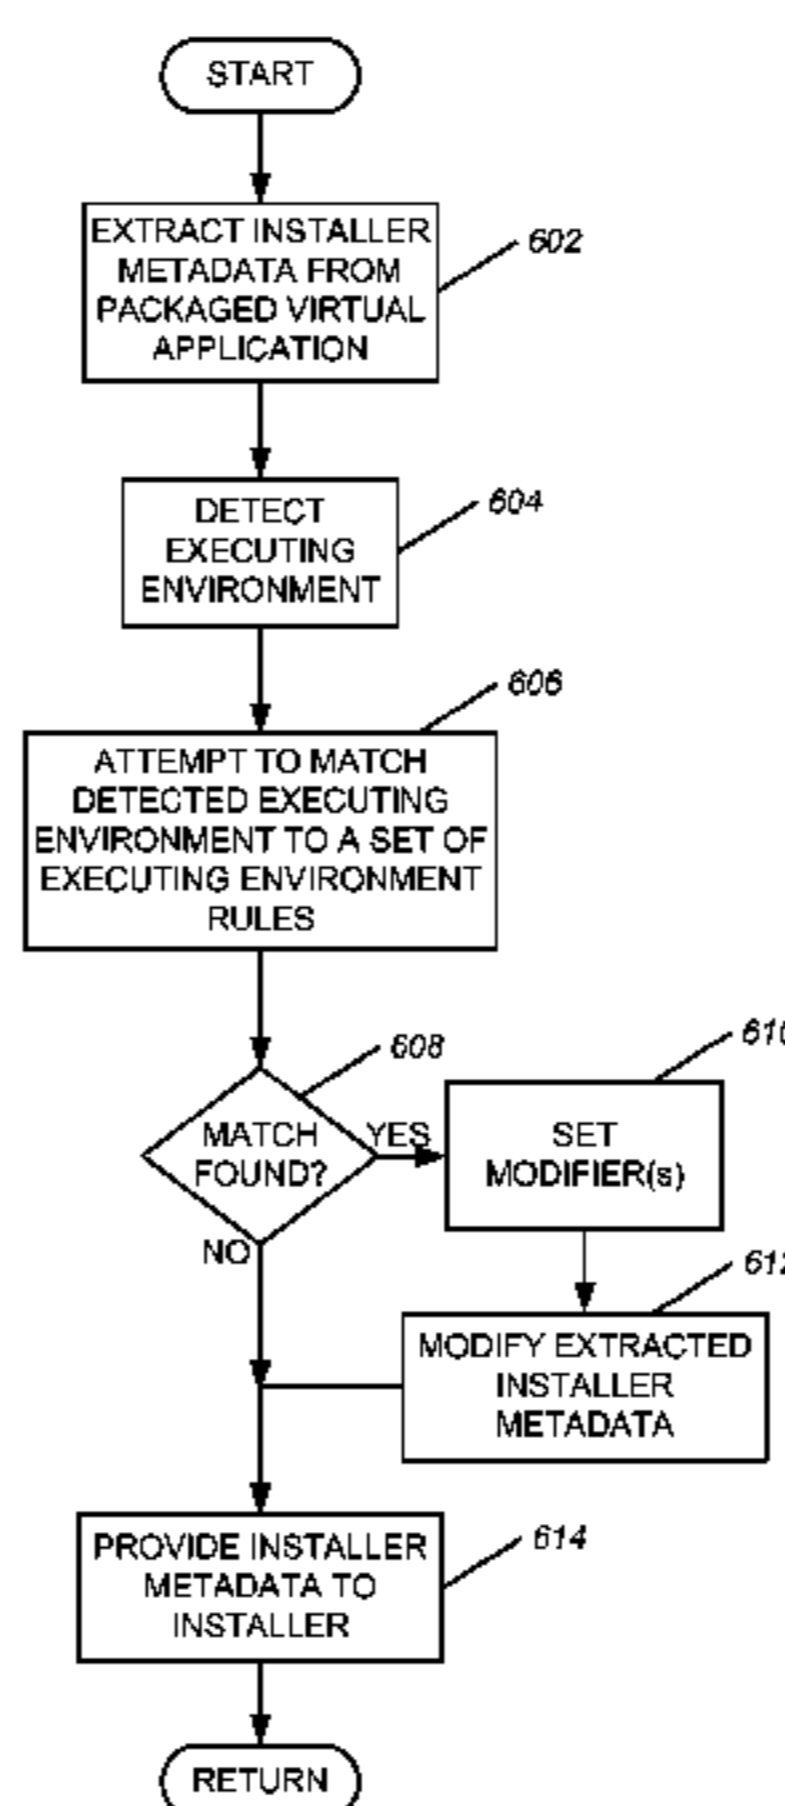 START
EXTRACT INSTALLER
METADATA FROM
PACKAGED VIRTUAL
APPLICATION
602
DETECT
EXECUTING
ENVIRONMENT
604
606
ATTEMPT TO MATCH
DETECTED EXECUTING
ENVIRONMENT TO A SET OF
EXECUTING ENVIRONMENT
RULES
608
MATCH
FOUND?
YES
NO
610
SET
MODIFIER(s)
612
MODIFY EXTRACTED
INSTALLER
METADATA
PROVIDE INSTALLER
METADATA TO
INSTALLER
614
RETURN